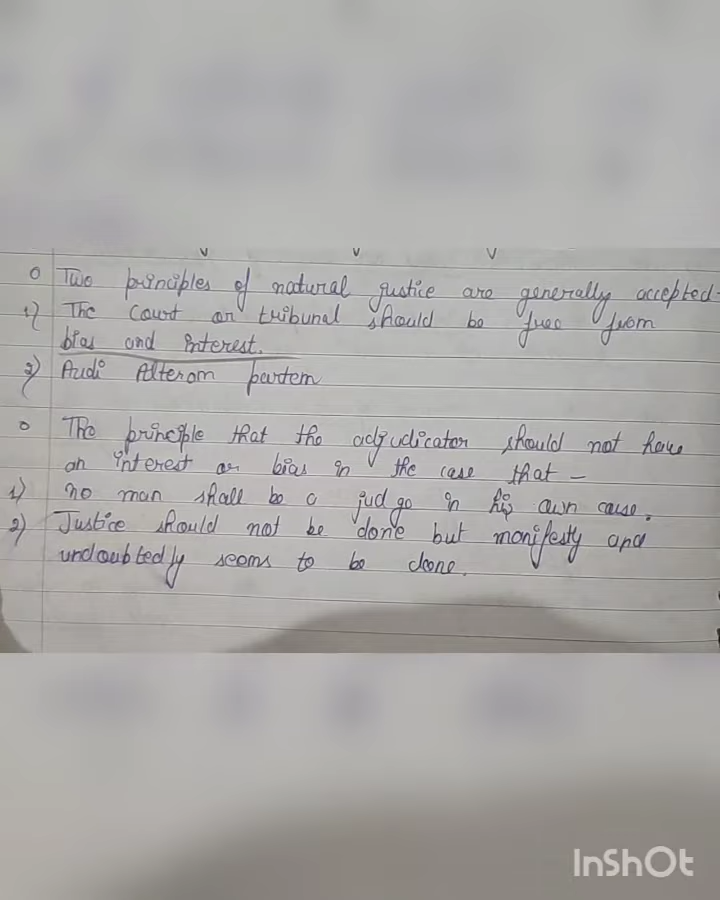 o Two principles of natural justice are generally accepted-
1) The Court or tribunal should be free from
bias and interest.
2) Audi Alterom partem
o The principle that the adjudicator should not have
an interest or bias in the case that -
1) no man shall be a judge in his own cause.
2) Justice should not be done but manifesty and
undoubtedly seems to be done.
InShOt